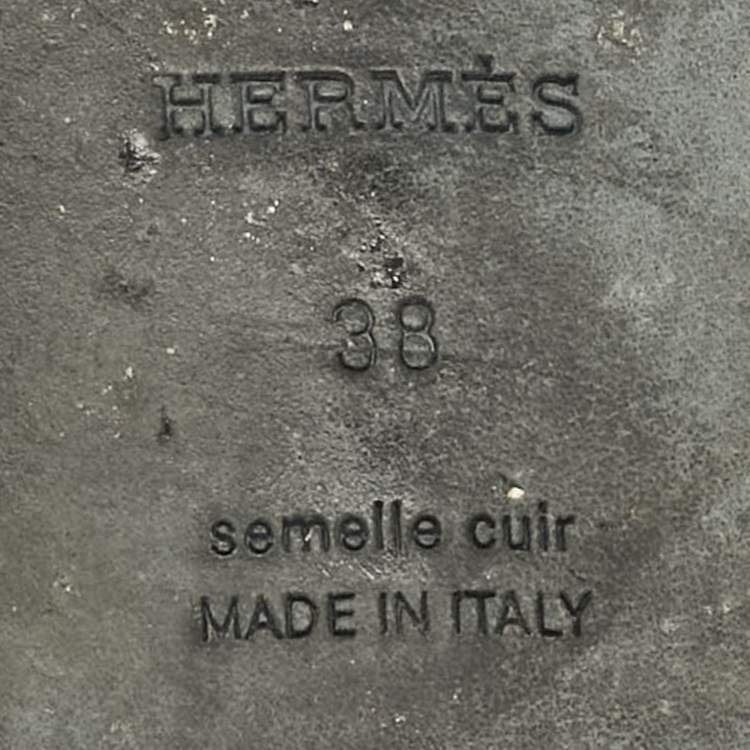 HERMÈS
38
semelle cuir
MADE IN ITALY